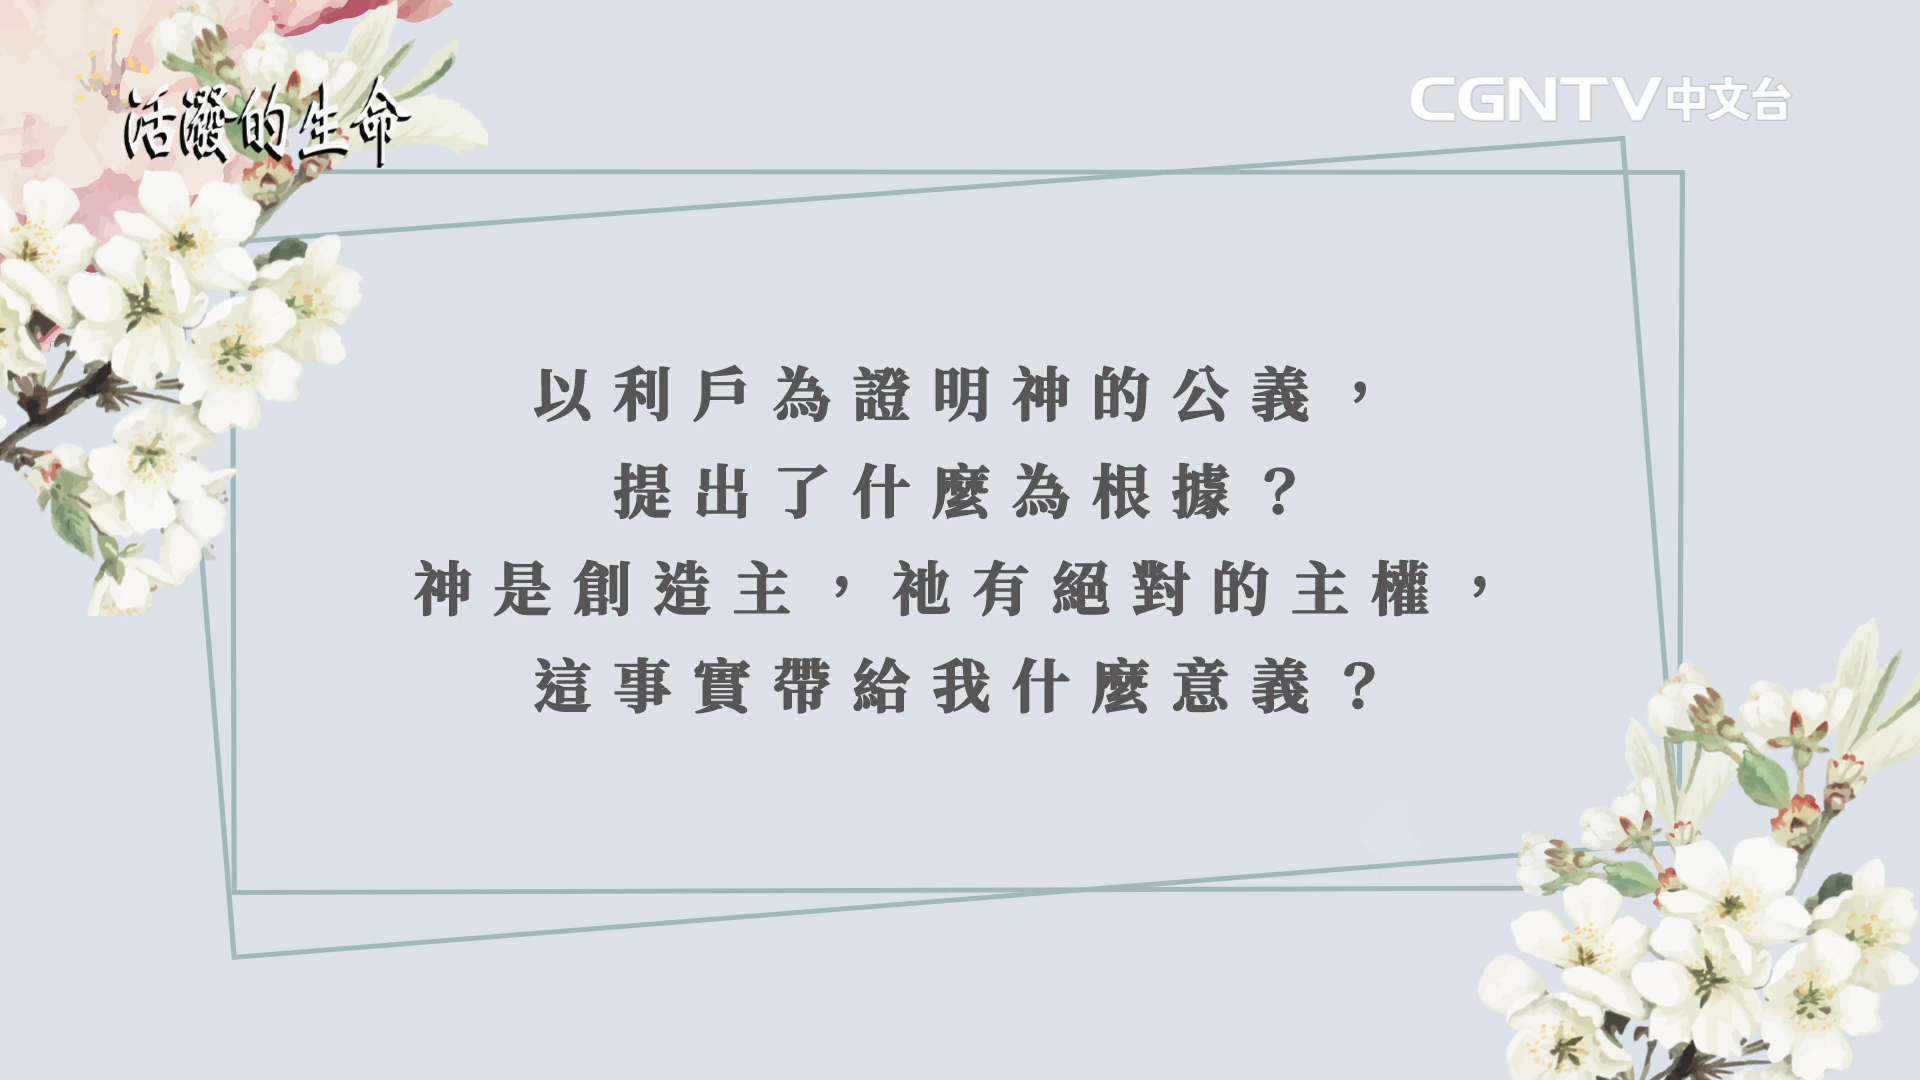 活潑的生命
CGNTV中文台
以利戶為證明神的公義，
提出了什麼為根據？
神是創造主，祂有絕對的主權，
這事實帶給我什麼意義？